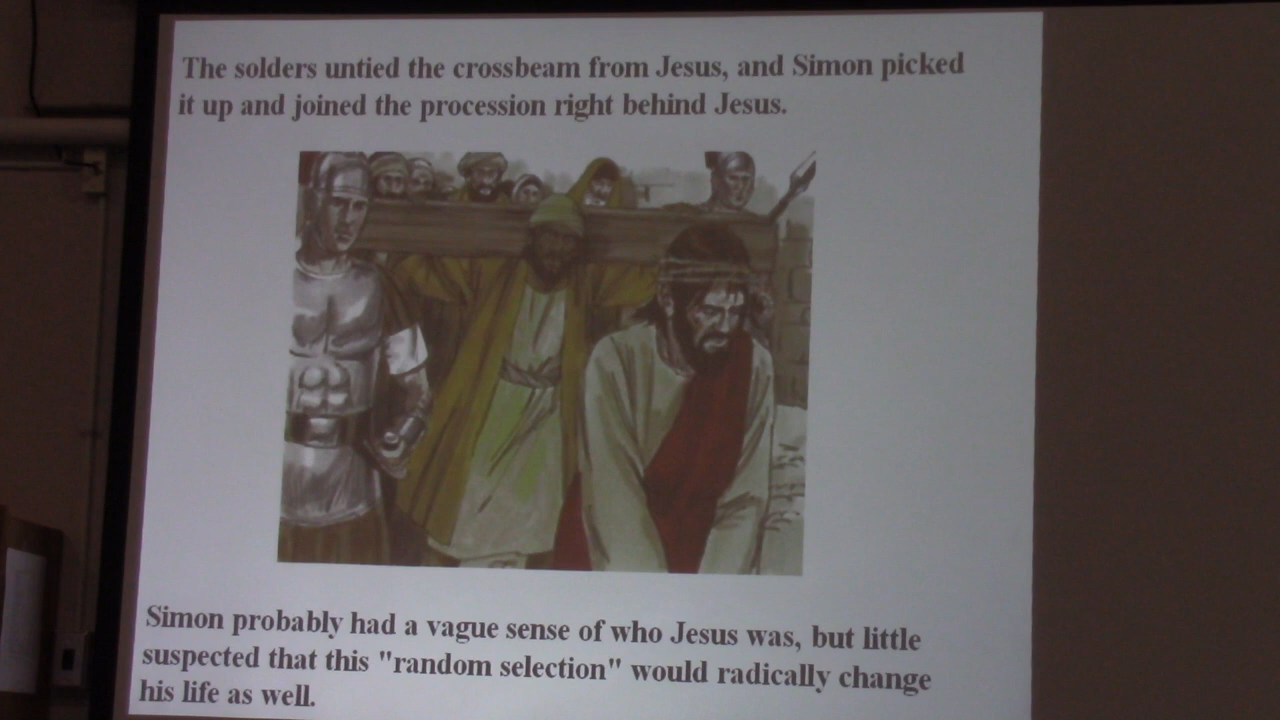 The solders untied the crossbeam from Jesus, and Simon picked
it up and joined the procession right behind Jesus.
Simon probably had a vague sense of who Jesus was, but little
suspected that this "random selection" would radically change
his life as well.